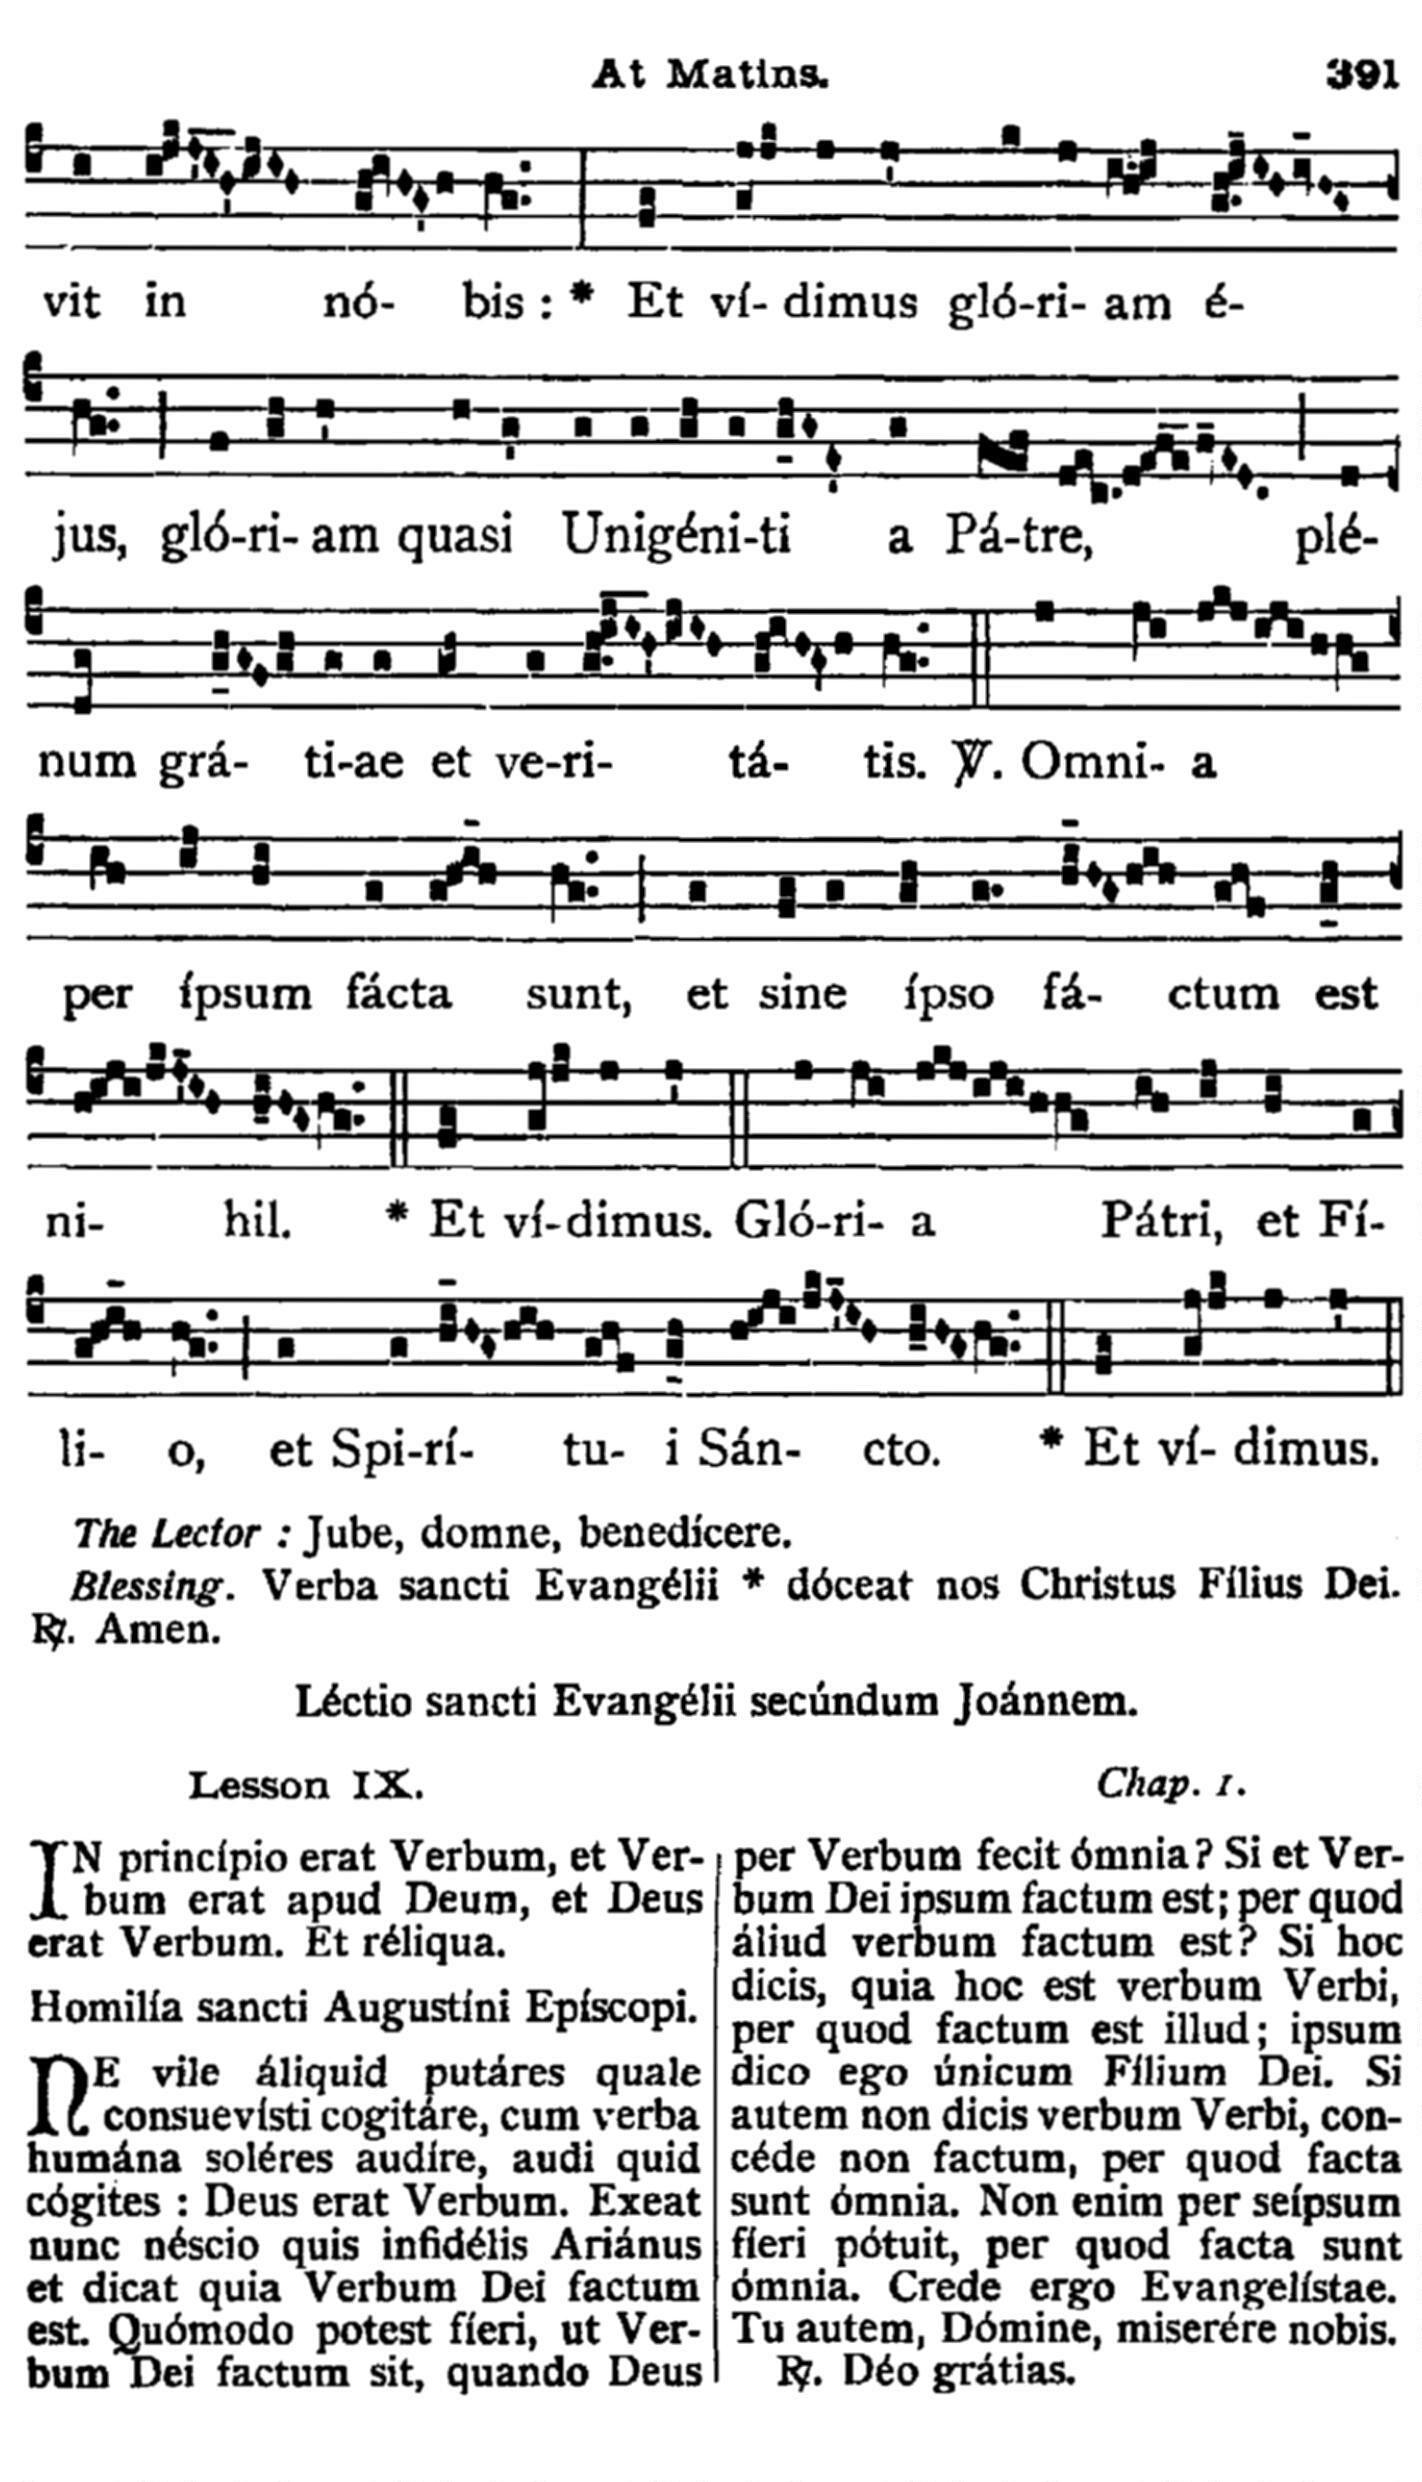 At Matins. 391
vit in nó- bis : * Et ví- dimus gló-ri- am é-
jus, gló-ri- am quasi Unigéni-ti a Pá-tre, plé-
num grá- ti-ae et ve-ri- tá- tis. ℣. Omni- a
per ípsum fácta sunt, et sine ípso fá- ctum est
ni- hil. * Et ví-dimus. Gló-ri- a Pátri, et Fí-
li- o, et Spi-rí- tu- i Sán- cto. * Et ví- dimus.
The Lector : Jube, domne, benedícere.
Blessing. Verba sancti Evangélii * dóceat nos Christus Fílius Dei.
℟. Amen.
Léctio sancti Evangélii secúndum Joánnem.
Lesson IX. Chap. 1.
IN princípio erat Verbum, et Ver-
bum erat apud Deum, et Deus
erat Verbum. Et réliqua.
Homilía sancti Augustíni Epíscopi.
NE vile áliquid putáres quale
consuevísti cogitáre, cum verba
humána soléres audíre, audi quid
cógites : Deus erat Verbum. Exeat
nunc néscio quis infidélis Ariánus
et dicat quia Verbum Dei factum
est. Quómodo potest fíeri, ut Ver-
bum Dei factum sit, quando Deus
per Verbum fecit ómnia? Si et Ver-
bum Dei ipsum factum est; per quod
áliud verbum factum est? Si hoc
dicis, quia hoc est verbum Verbi,
per quod factum est illud; ipsum
dico ego únicum Fílium Dei. Si
autem non dicis verbum Verbi, con-
céde non factum, per quod facta
sunt ómnia. Non enim per seípsum
fíeri pótuit, per quod facta sunt
ómnia. Crede ergo Evangelístae.
Tu autem, Dómine, miserére nobis.
℟. Déo grátias.